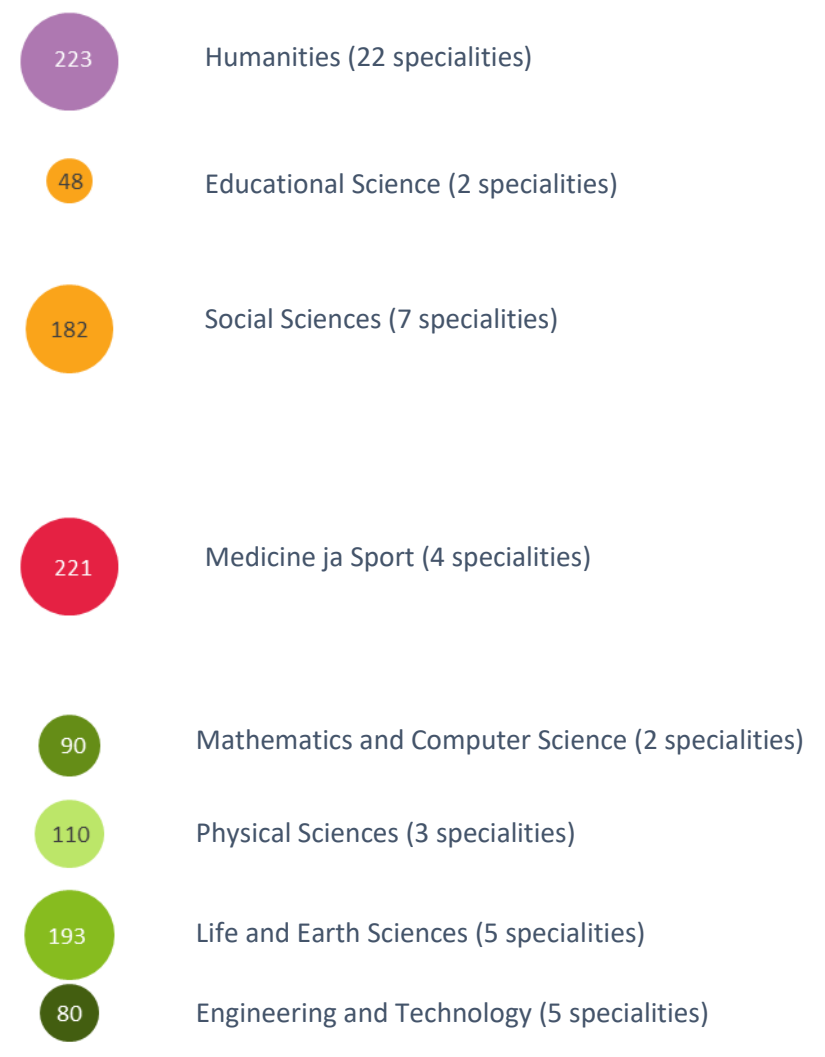 223 Humanities (22 specialities)
48 Educational Science (2 specialities)
182 Social Sciences (7 specialities)
221 Medicine ja Sport (4 specialities)
90 Mathematics and Computer Science (2 specialities)
110 Physical Sciences (3 specialities)
193 Life and Earth Sciences (5 specialities)
80 Engineering and Technology (5 specialities)